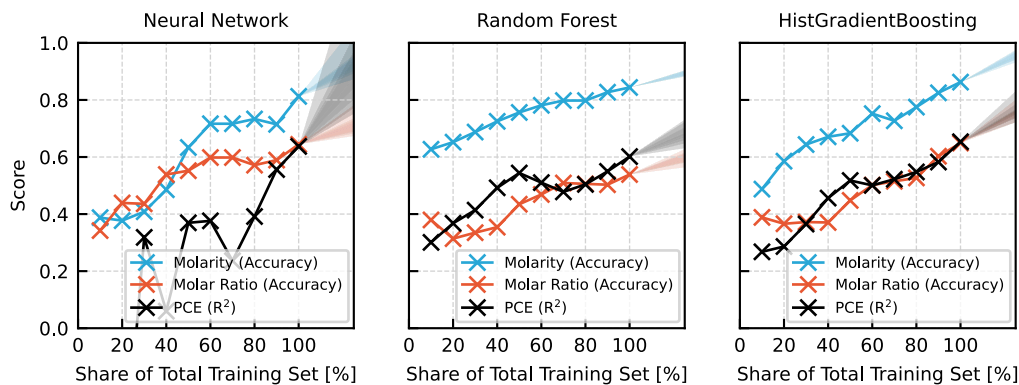 Neural Network
Random Forest
HistGradientBoosting
Score
1.0
0.8
0.6
0.4
0.2
0.0
Molarity (Accuracy)
Molar Ratio (Accuracy)
PCE (R²)
Molarity (Accuracy)
Molar Ratio (Accuracy)
PCE (R²)
Molarity (Accuracy)
Molar Ratio (Accuracy)
PCE (R²)
0 20 40 60 80 100
0 20 40 60 80 100
0 20 40 60 80 100
Share of Total Training Set [%]
Share of Total Training Set [%]
Share of Total Training Set [%]